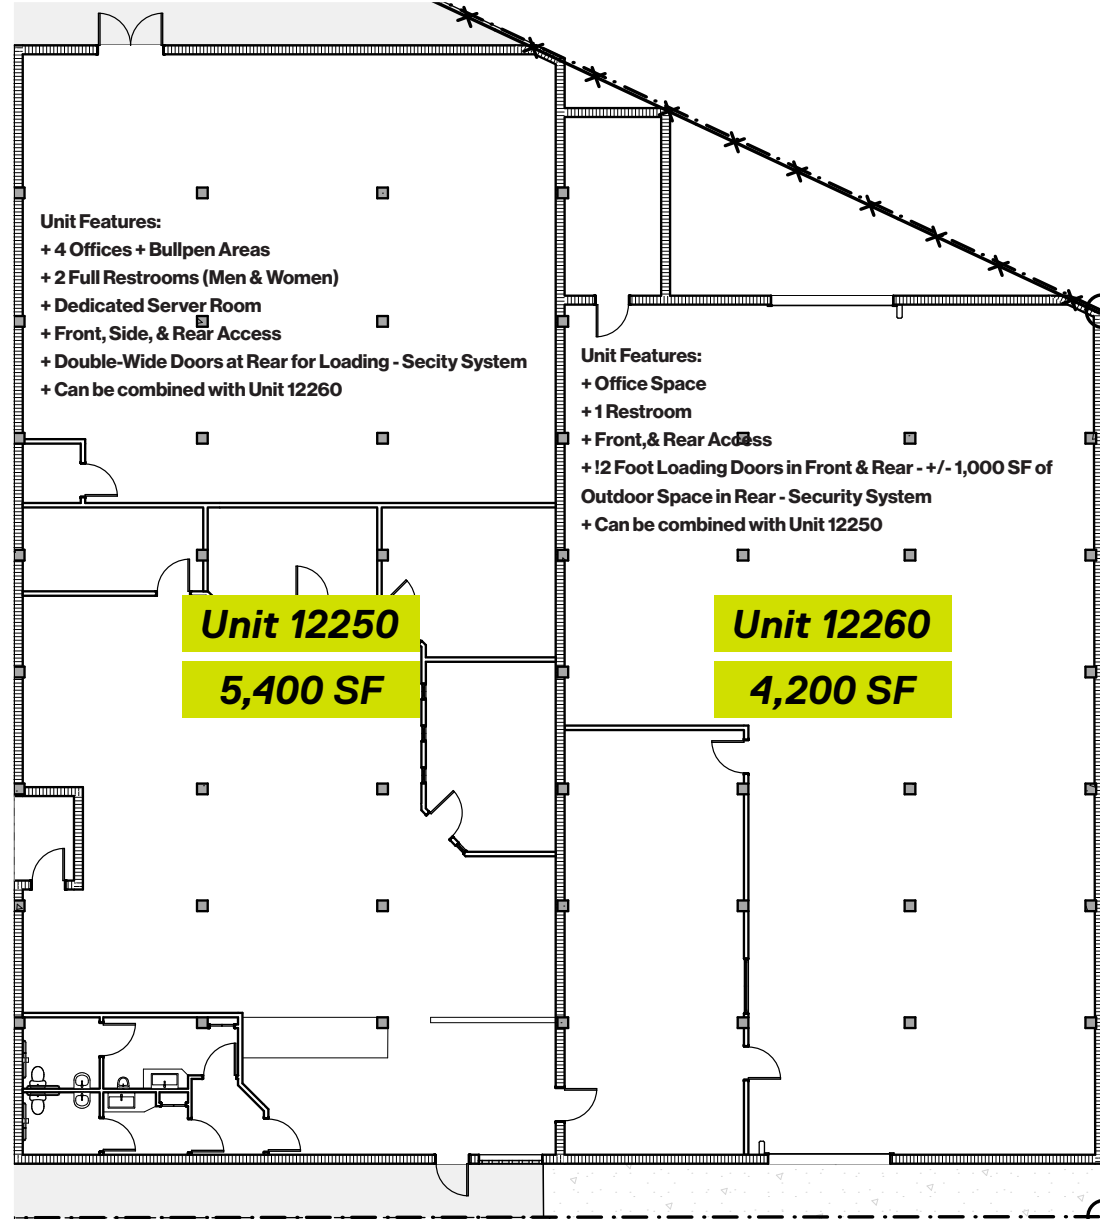 Unit Features:
+ 4 Offices + Bullpen Areas
+ 2 Full Restrooms (Men & Women)
+ Dedicated Server Room
+ Front, Side, & Rear Access
+ Double-Wide Doors at Rear for Loading - Secity System
+ Can be combined with Unit 12260
Unit Features:
+ Office Space
+ 1 Restroom
+ Front,& Rear Access
+ !2 Foot Loading Doors in Front & Rear - +/- 1,000 SF of
Outdoor Space in Rear - Security System
+ Can be combined with Unit 12250
Unit 12250
5,400 SF
Unit 12260
4,200 SF